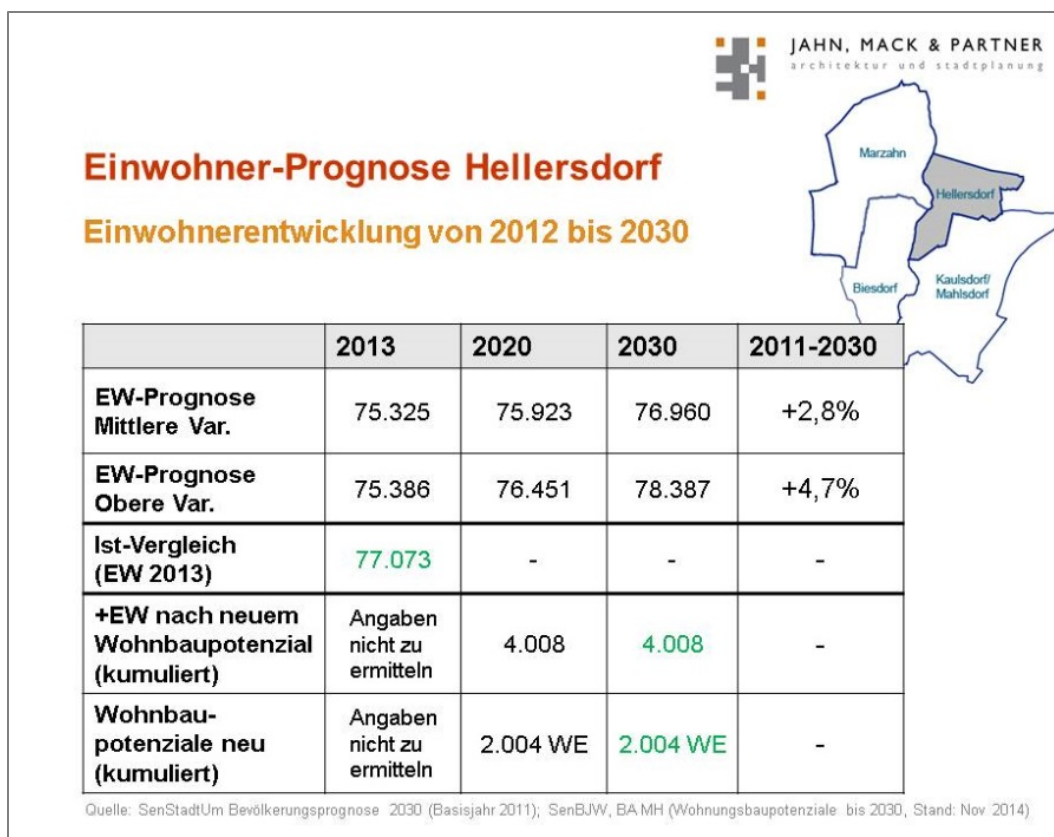 JAHN, MACK & PARTNER
architektur und stadtplanung
Marzahn
Hellersdorf
Biesdorf
Kaulsdorf/
Mahlsdorf
Einwohner-Prognose Hellersdorf
Einwohnerentwicklung von 2012 bis 2030
2013 2020 2030 2011-2030
EW-Prognose
Mittlere Var. 75.325 75.923 76.960 +2,8%
EW-Prognose
Obere Var. 75.386 76.451 78.387 +4,7%
Ist-Vergleich
(EW 2013) 77.073 - - -
+EW nach neuem
Wohnbaupotenzial
(kumuliert) Angaben
nicht zu
ermitteln 4.008 4.008 -
Wohnbau-
potenziale neu
(kumuliert) Angaben
nicht zu
ermitteln 2.004 WE 2.004 WE -
Quelle: SenStadtUm Bevölkerungsprognose 2030 (Basisjahr 2011); SenBJW, BA MH (Wohnungsbaupotenziale bis 2030, Stand: Nov 2014)